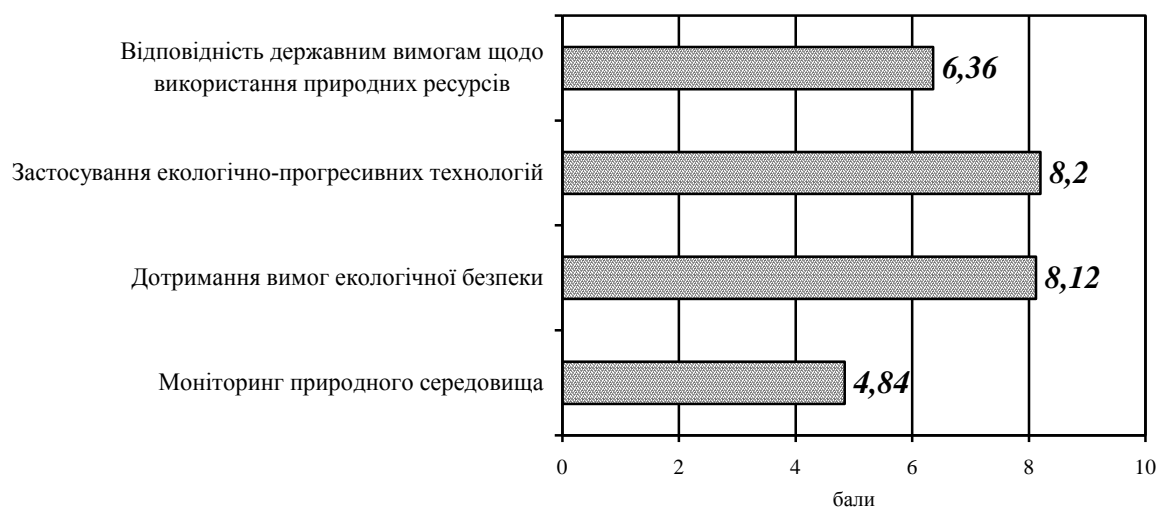 Відповідність державним вимогам щодо
використання природних ресурсів
6,36
Застосування екологічно-прогресивних технологій
8,2
Дотримання вимог екологічної безпеки
8,12
Моніторинг природного середовища
4,84
0 2 4 6 8 10
бали